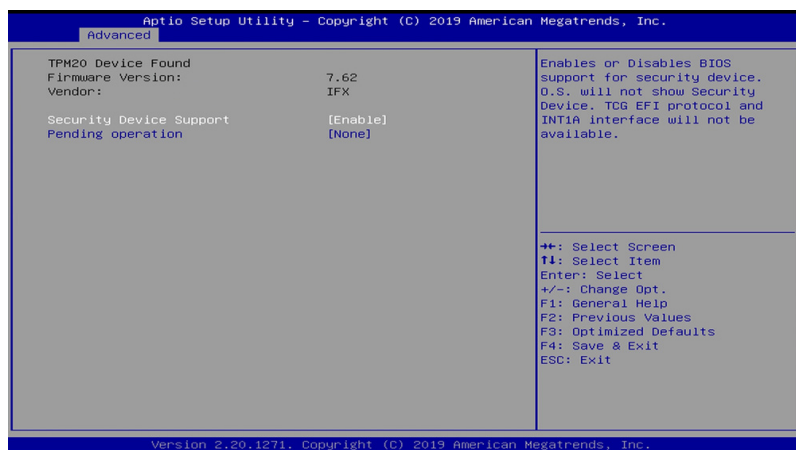 Aptio Setup Utility – Copyright (C) 2019 American Megatrends, Inc.
Advanced
TPM20 Device Found
Firmware Version: 7.62
Vendor: IFX
Security Device Support [Enable]
Pending operation [None]
Enables or Disables BIOS
support for security device.
O.S. will not show Security
Device. TCG EFI protocol and
INT1A interface will not be
available.
→←: Select Screen
↑↓: Select Item
Enter: Select
+/-: Change Opt.
F1: General Help
F2: Previous Values
F3: Optimized Defaults
F4: Save & Exit
ESC: Exit
Version 2.20.1271. Copyright (C) 2019 American Megatrends, Inc.